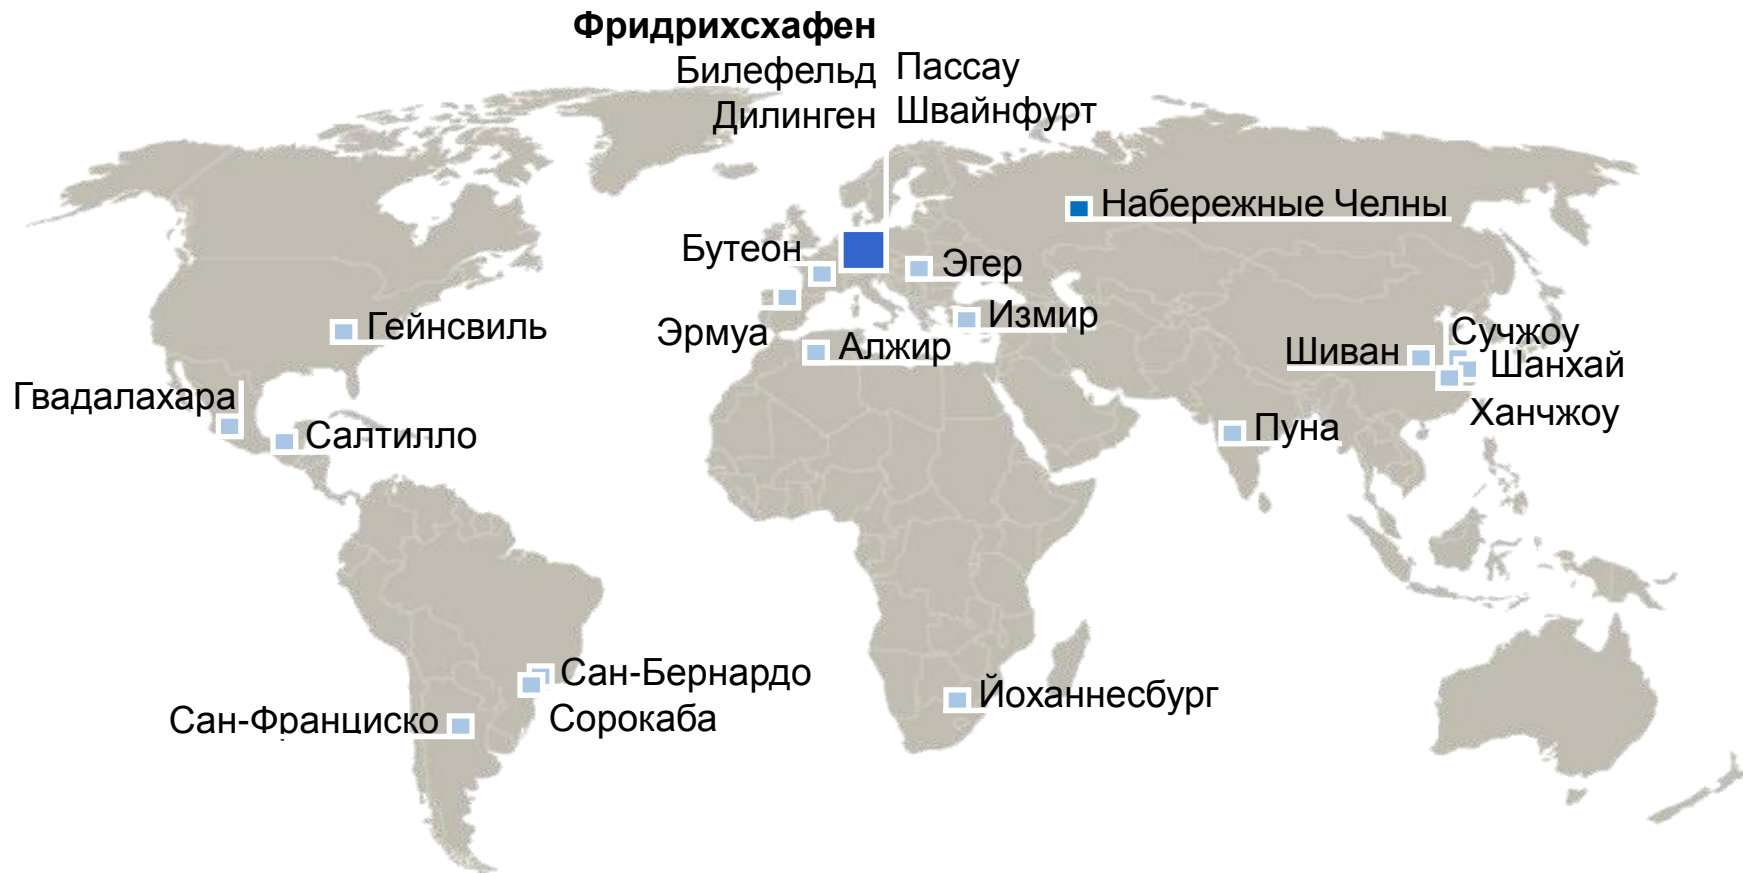 Фридрихсхафен
Билефельд
Дилинген
Пассау
Швайнфурт
Набережные Челны
Бутеон
Эгер
Эрмуа
Измир
Алжир
Гейнсвиль
Сучжоу
Шиван
Шанхай
Ханчжоу
Гвадалахара
Салтилло
Пуна
Сан-Бернардо
Сорокаба
Сан-Франциско
Йоханнесбург